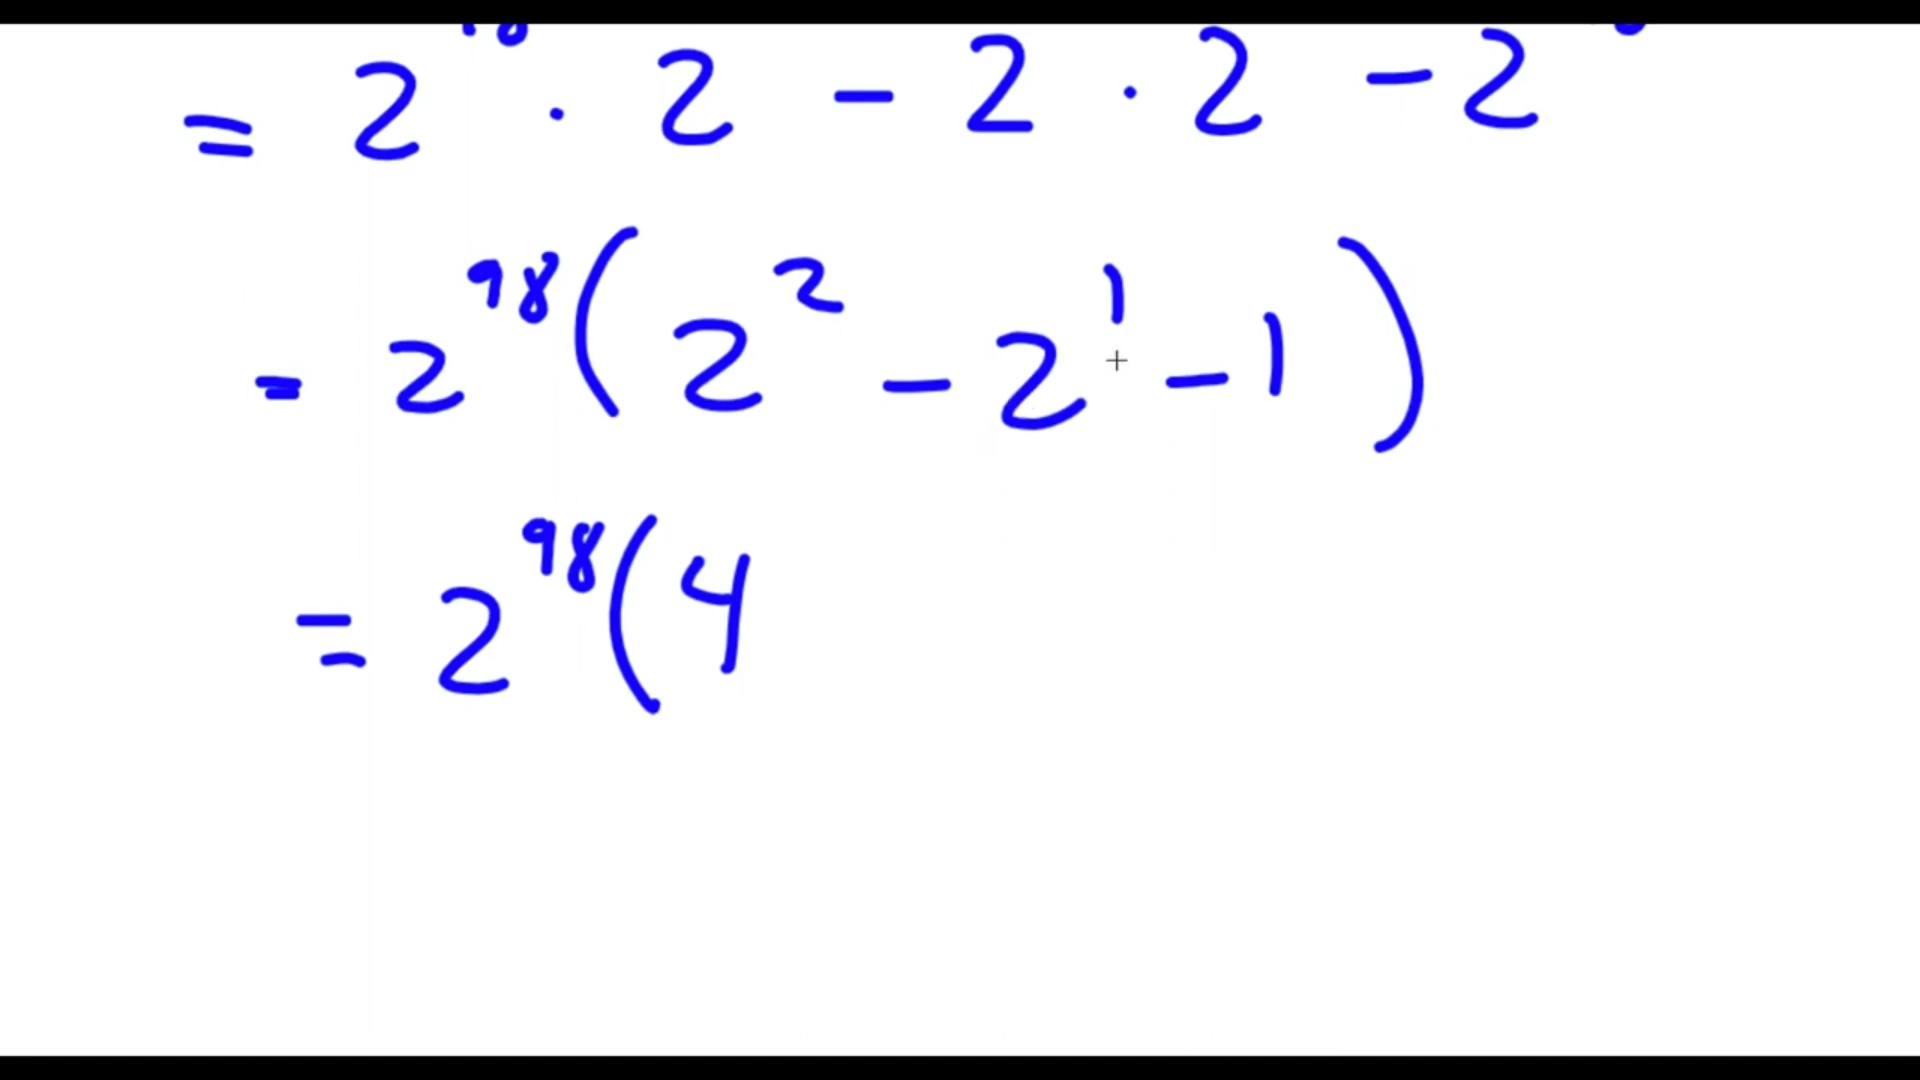 = 2 · 2 - 2 · 2 - 2
= 2^98 ( 2^2 - 2^1 - 1 )
= 2^98 ( 4